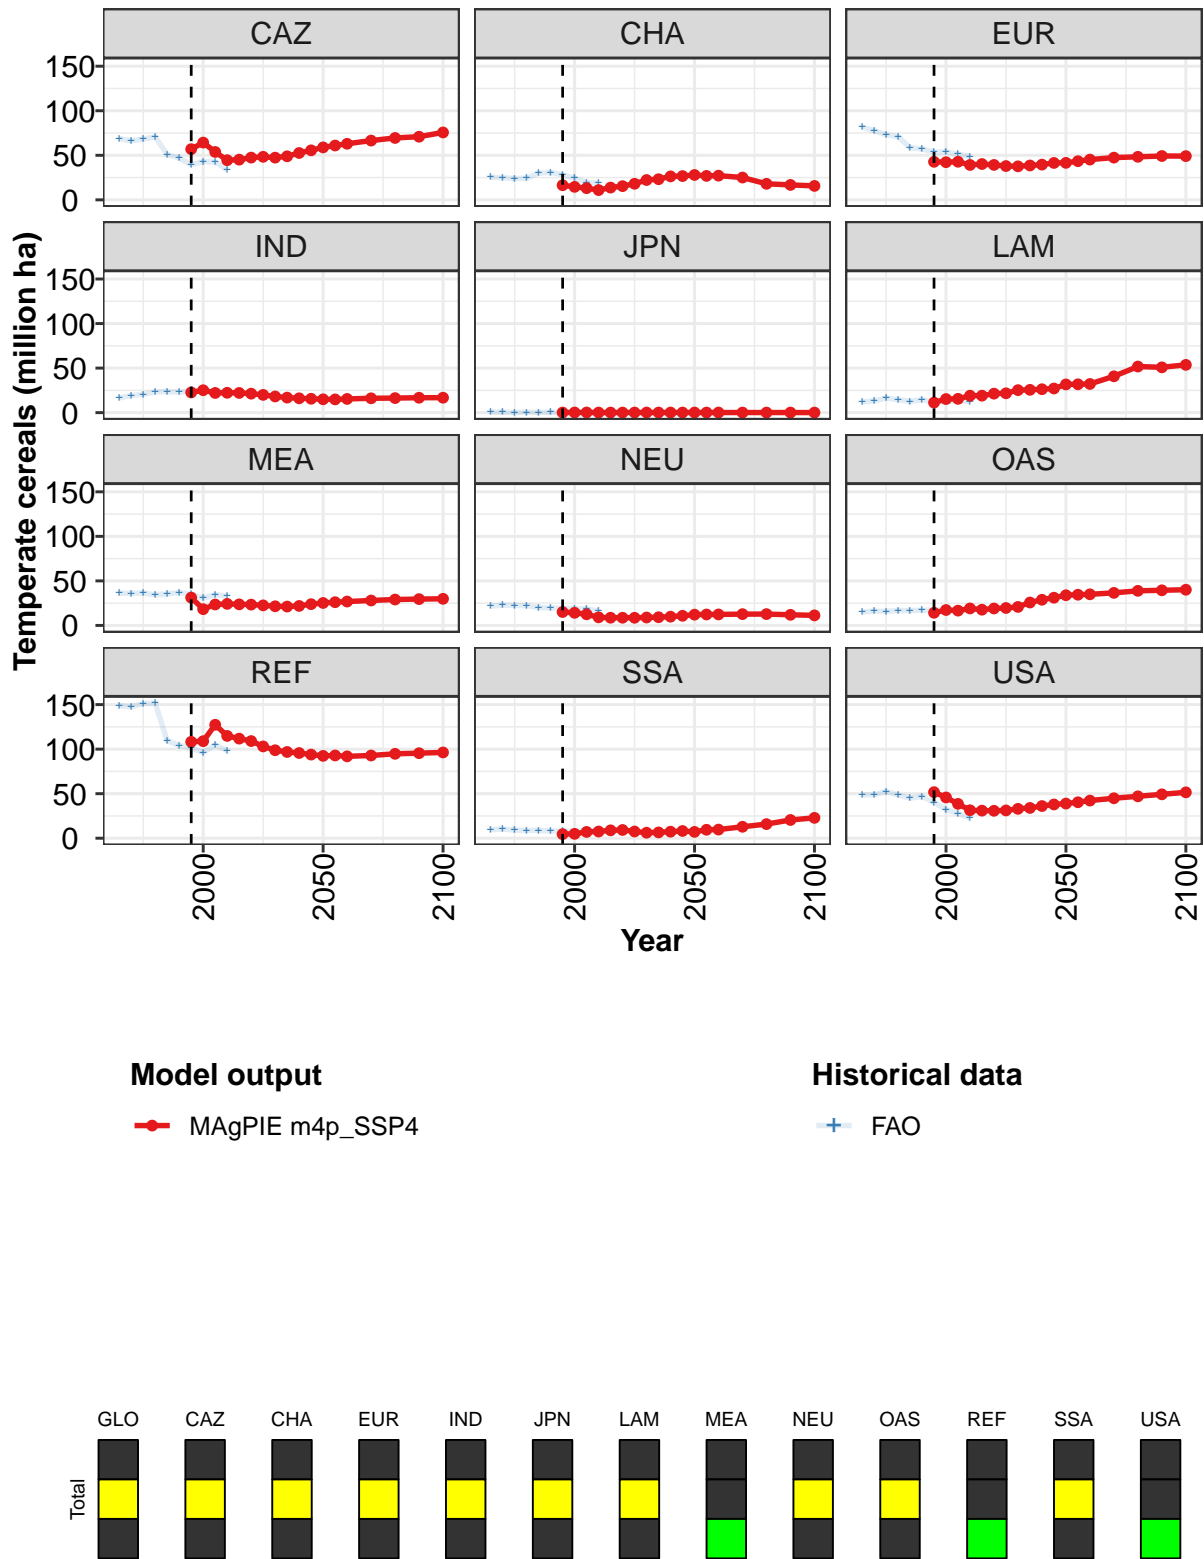 CAZ CHA EUR
150
100
50
0
IND JPN LAM
150
100
50
0
MEA NEU OAS
150
100
50
0
REF SSA USA
150
100
50
0
Temperate cereals (million ha)
2000 2050 2100 2000 2050 2100 2000 2050 2100
Year
Model output
MAgPIE m4p_SSP4
Historical data
FAO
GLO CAZ CHA EUR IND JPN LAM MEA NEU OAS REF SSA USA
Total